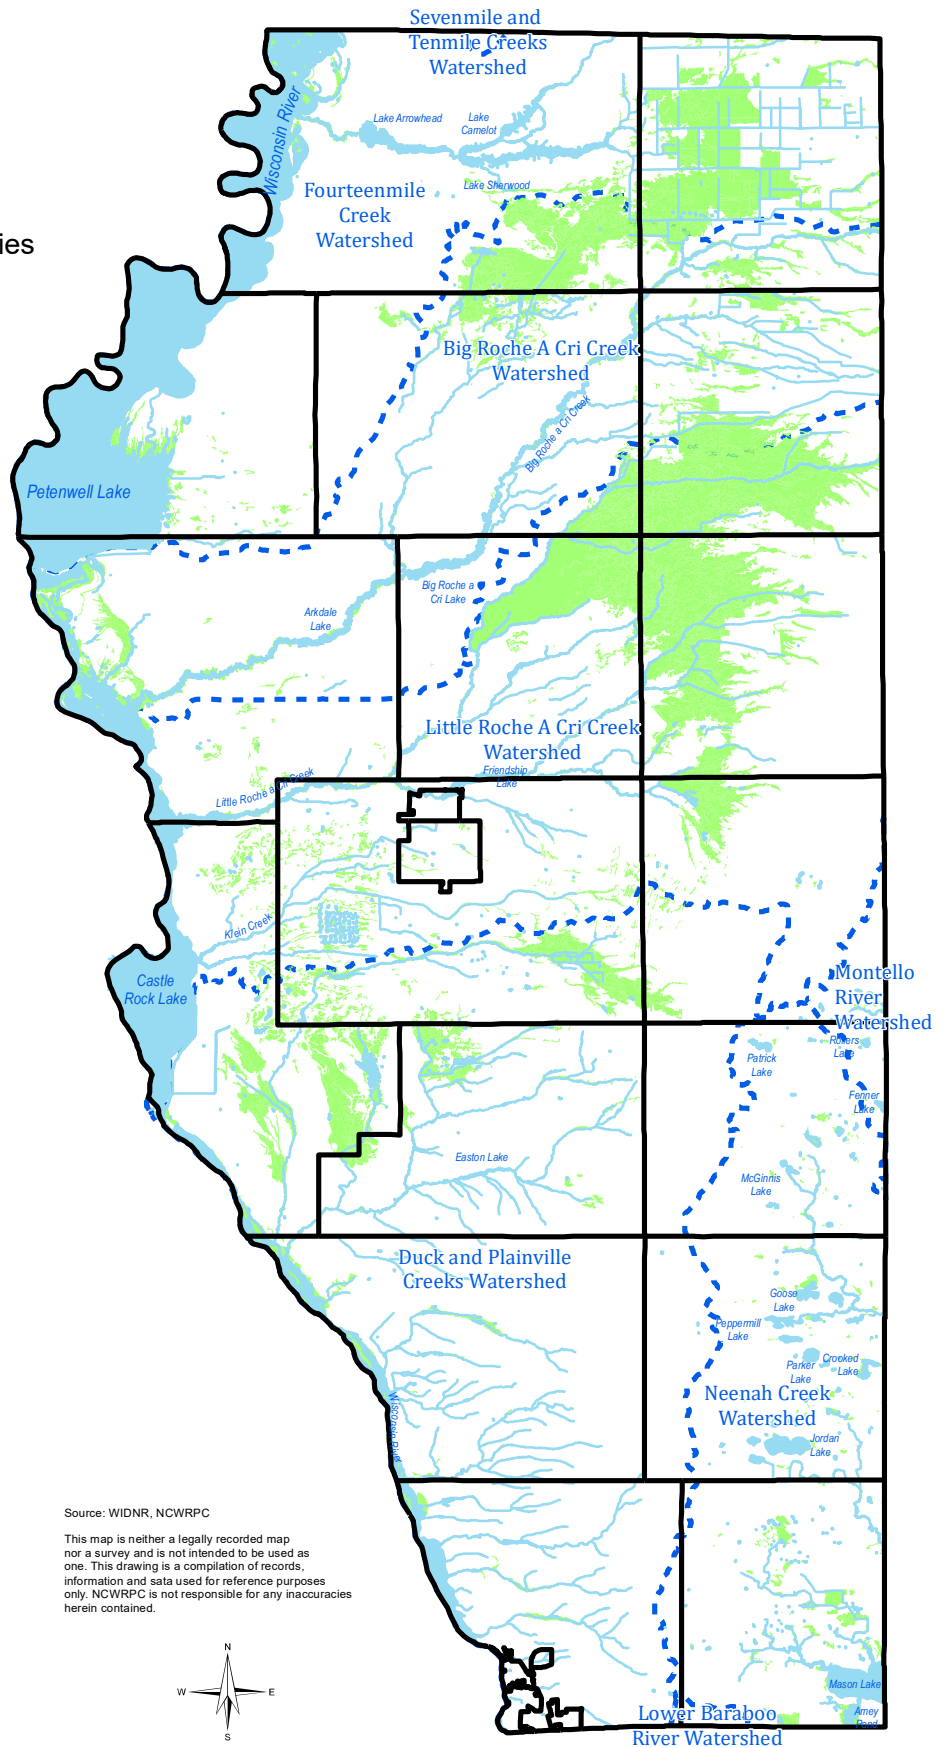 Sevenmile and
Tenmile Creeks
Watershed
Wisconsin River
Lake Arrowhead
Lake
Camelot
Lake Sherwood
Fourteenmile
Creek
Watershed
ies
Big Roche A Cri Creek
Watershed
Big Roche a Cri Creek
Petenwell Lake
Big Roche a
Cri Lake
Arkdale
Lake
Little Roche A Cri Creek
Watershed
Friendship
Lake
Little Roche a Cri Creek
Klein Creek
Castle
Rock Lake
Montello
River
Watershed
Patrick
Lake
Lake
Fenner
Lake
Easton Lake
McGinnis
Lake
Duck and Plainville
Creeks Watershed
Goose
Lake
Peppermill
Lake
Parker
Lake
Crooked
Lake
Neenah Creek
Watershed
Wisconsin River
Jordan
Lake
Source: WIDNR, NCWRPC
This map is neither a legally recorded map
nor a survey and is not intended to be used as
one. This drawing is a compilation of records,
information and sata used for reference purposes
only. NCWRPC is not responsible for any inaccuracies
herein contained.
N
W
E
S
Mason Lake
Amey
Pond
Lower Baraboo
River Watershed